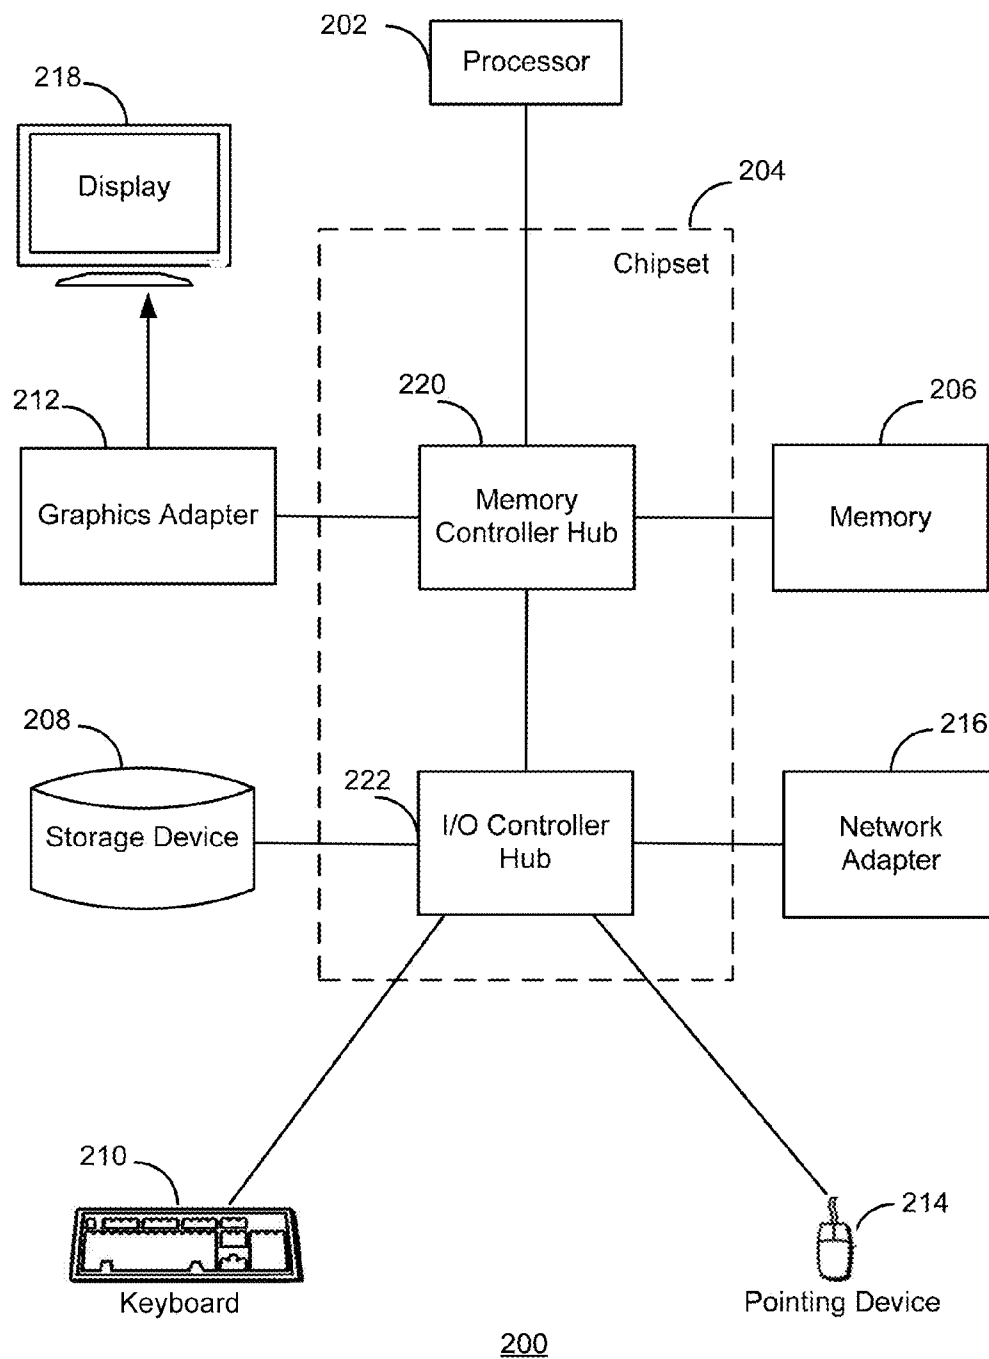 202
Processor
218
Display
204
Chipset
212
Graphics Adapter
220
Memory
Controller Hub
206
Memory
208
Storage Device
222
I/O Controller
Hub
216
Network
Adapter
210
Keyboard
214
Pointing Device
200